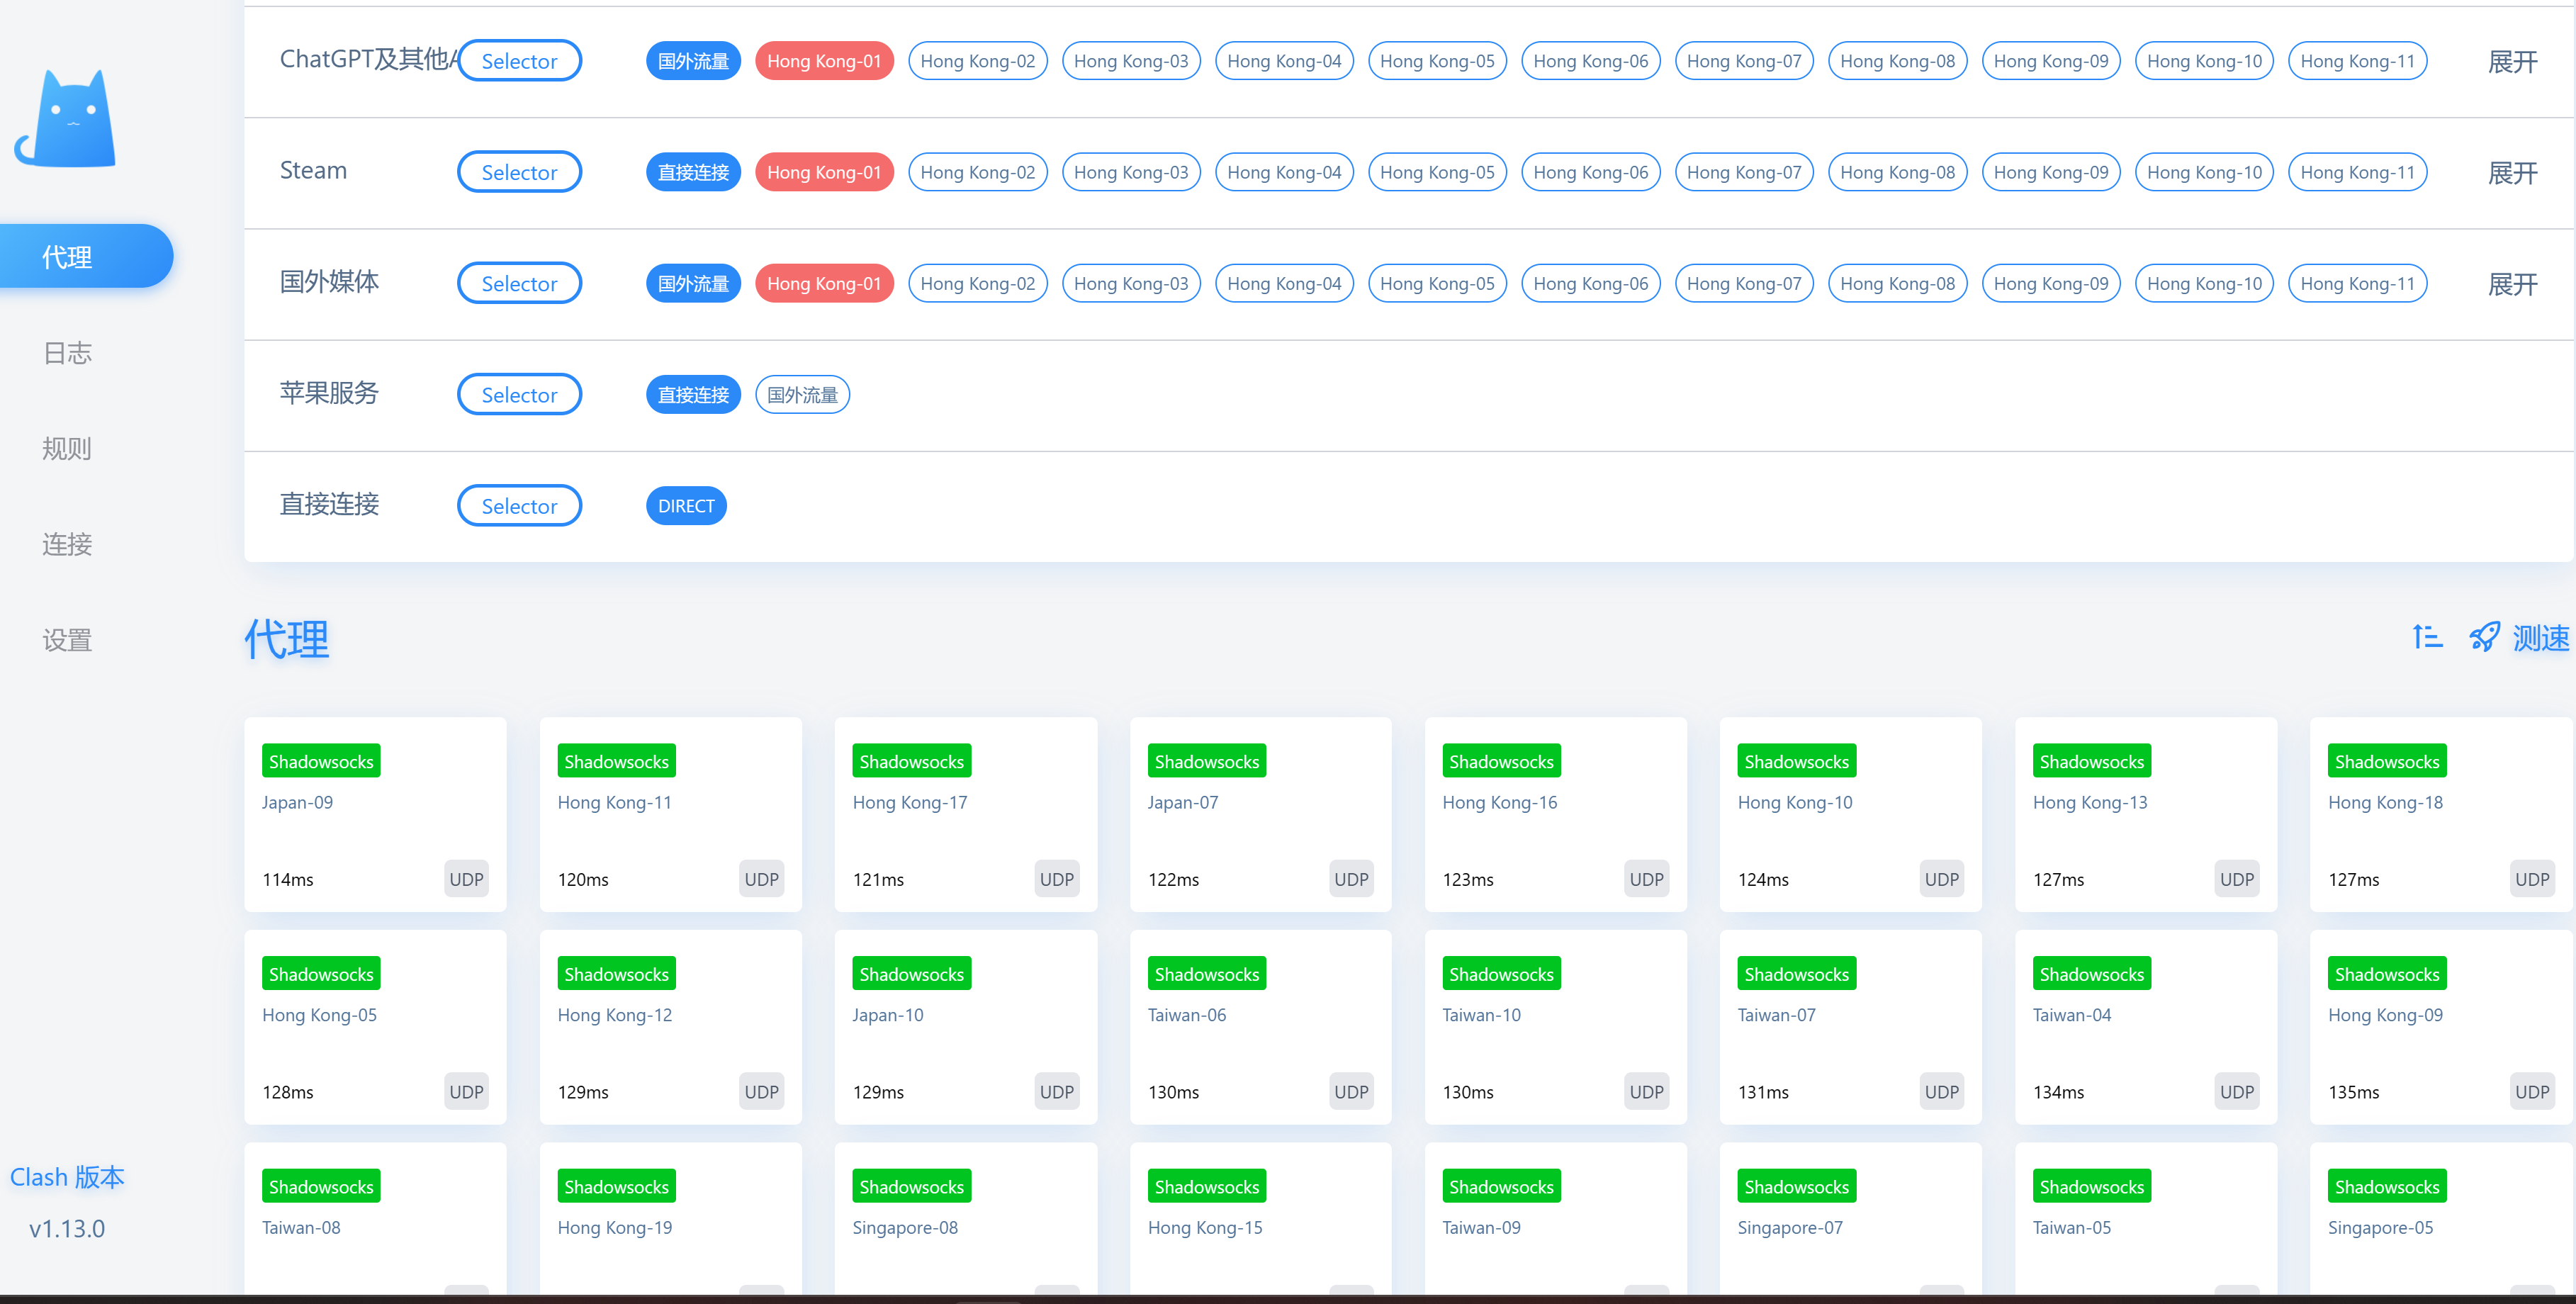 ChatGPT及其他A Selector 国外流量 Hong Kong-01 Hong Kong-02 Hong Kong-03 Hong Kong-04 Hong Kong-05 Hong Kong-06 Hong Kong-07 Hong Kong-08 Hong Kong-09 Hong Kong-10 Hong Kong-11 展开
Steam Selector 直接连接 Hong Kong-01 Hong Kong-02 Hong Kong-03 Hong Kong-04 Hong Kong-05 Hong Kong-06 Hong Kong-07 Hong Kong-08 Hong Kong-09 Hong Kong-10 Hong Kong-11 展开
国外媒体 Selector 国外流量 Hong Kong-01 Hong Kong-02 Hong Kong-03 Hong Kong-04 Hong Kong-05 Hong Kong-06 Hong Kong-07 Hong Kong-08 Hong Kong-09 Hong Kong-10 Hong Kong-11 展开
苹果服务 Selector 直接连接 国外流量
直接连接 Selector DIRECT
代理
日志
规则
连接
设置
Clash 版本
v1.13.0
代理 测速
Shadowsocks Shadowsocks Shadowsocks Shadowsocks Shadowsocks Shadowsocks Shadowsocks Shadowsocks
Japan-09 Hong Kong-11 Hong Kong-17 Japan-07 Hong Kong-16 Hong Kong-10 Hong Kong-13 Hong Kong-18
114ms UDP 120ms UDP 121ms UDP 122ms UDP 123ms UDP 124ms UDP 127ms UDP 127ms UDP
Shadowsocks Shadowsocks Shadowsocks Shadowsocks Shadowsocks Shadowsocks Shadowsocks Shadowsocks
Hong Kong-05 Hong Kong-12 Japan-10 Taiwan-06 Taiwan-10 Taiwan-07 Taiwan-04 Hong Kong-09
128ms UDP 129ms UDP 129ms UDP 130ms UDP 130ms UDP 131ms UDP 134ms UDP 135ms UDP
Shadowsocks Shadowsocks Shadowsocks Shadowsocks Shadowsocks Shadowsocks Shadowsocks Shadowsocks
Taiwan-08 Hong Kong-19 Singapore-08 Hong Kong-15 Taiwan-09 Singapore-07 Taiwan-05 Singapore-05